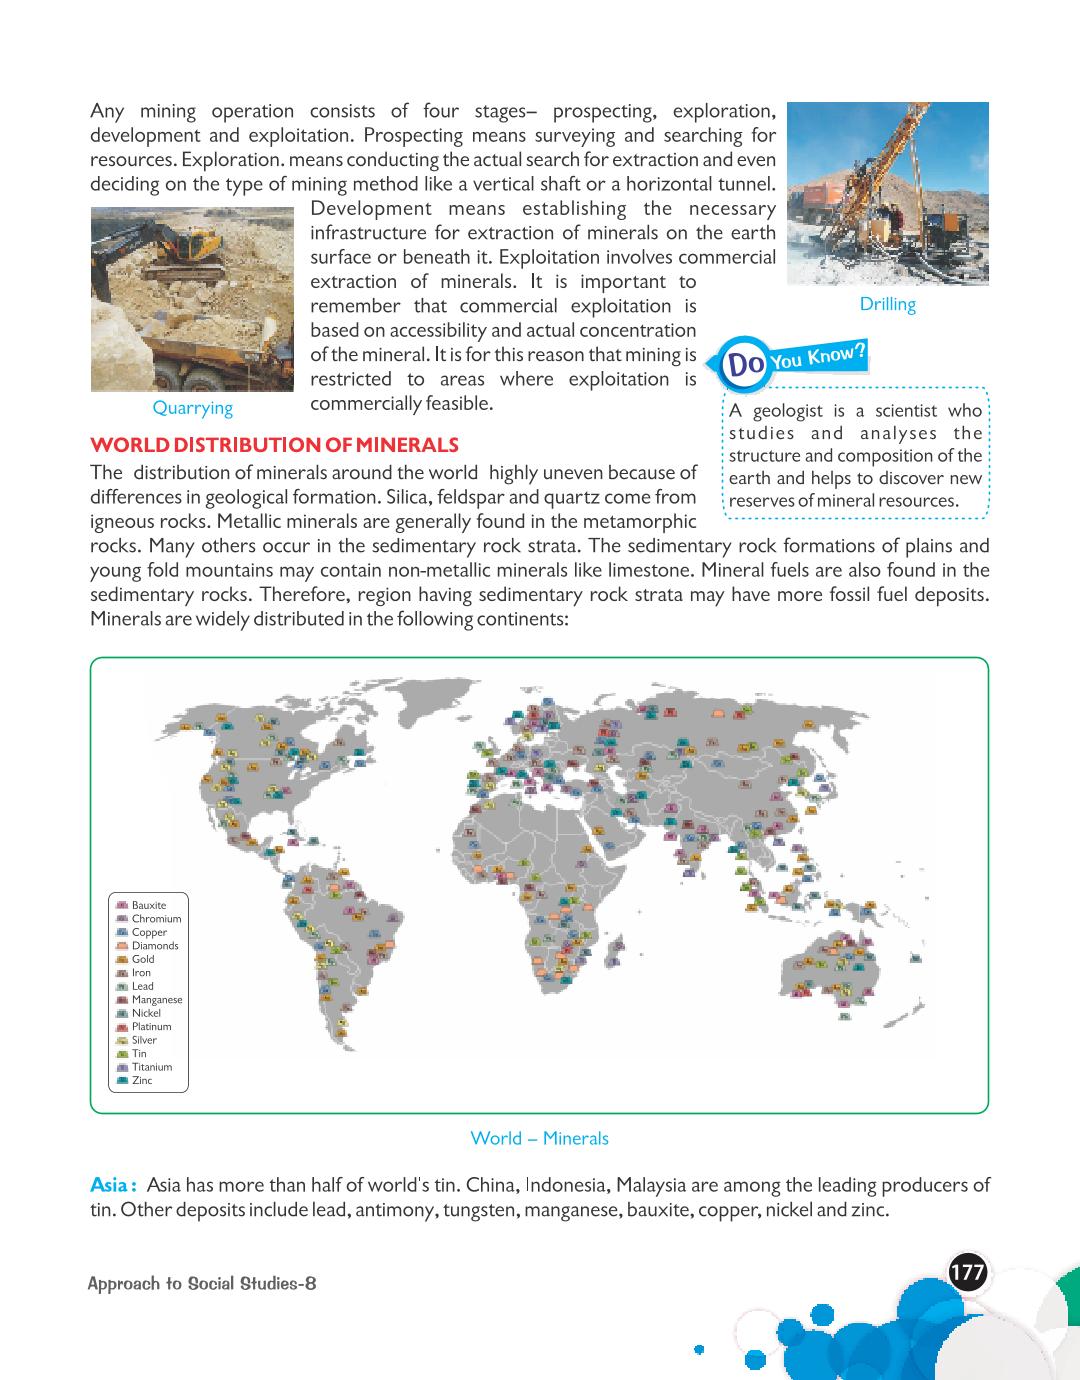 Any mining operation consists of four stages– prospecting, exploration,
development and exploitation. Prospecting means surveying and searching for
resources. Exploration. means conducting the actual search for extraction and even
deciding on the type of mining method like a vertical shaft or a horizontal tunnel.
Development means establishing the necessary
infrastructure for extraction of minerals on the earth
surface or beneath it. Exploitation involves commercial
extraction of minerals. It is important to
remember that commercial exploitation is
based on accessibility and actual concentration
of the mineral. It is for this reason that mining is
restricted to areas where exploitation is
commercially feasible.
Quarrying
Drilling
Do You Know?
A geologist is a scientist who
studies and analyses the
structure and composition of the
earth and helps to discover new
reserves of mineral resources.
WORLD DISTRIBUTION OF MINERALS
The distribution of minerals around the world highly uneven because of
differences in geological formation. Silica, feldspar and quartz come from
igneous rocks. Metallic minerals are generally found in the metamorphic
rocks. Many others occur in the sedimentary rock strata. The sedimentary rock formations of plains and
young fold mountains may contain non-metallic minerals like limestone. Mineral fuels are also found in the
sedimentary rocks. Therefore, region having sedimentary rock strata may have more fossil fuel deposits.
Minerals are widely distributed in the following continents:
Bauxite
Chromium
Copper
Diamonds
Gold
Iron
Lead
Manganese
Nickel
Platinum
Silver
Tin
Titanium
Zinc
World – Minerals
Asia : Asia has more than half of world's tin. China, Indonesia, Malaysia are among the leading producers of
tin. Other deposits include lead, antimony, tungsten, manganese, bauxite, copper, nickel and zinc.
Approach to Social Studies-8
177